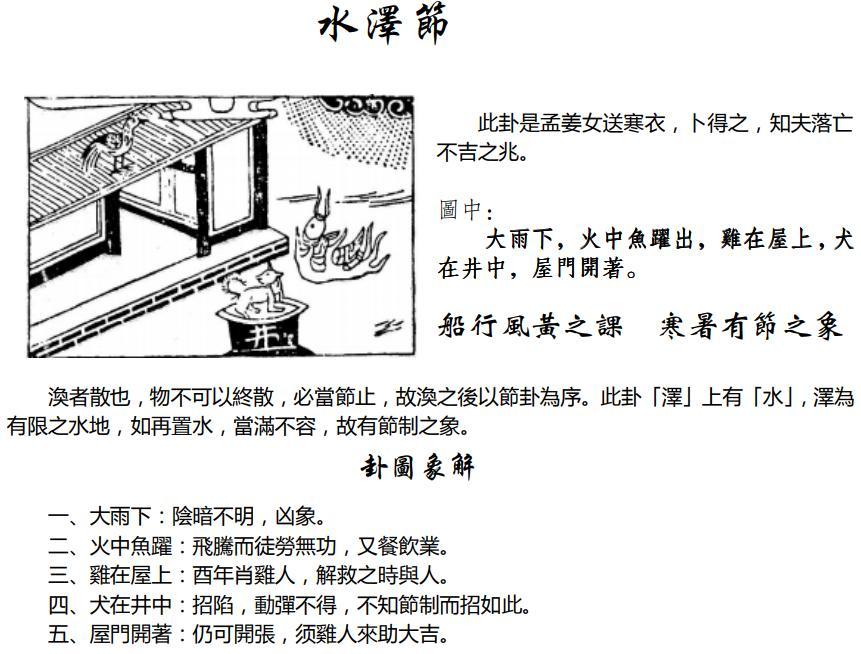 水澤節
此卦是孟姜女送寒衣，卜得之，知夫落亡
不吉之兆。
圖中：
大雨下，火中魚躍出，雞在屋上，犬
在井中，屋門開著。
井
船行風黃之課　寒暑有節之象
渙者散也，物不可以終散，必當節止，故渙之後以節卦為序。此卦「澤」上有「水」，澤為
有限之水地，如再置水，當滿不容，故有節制之象。
卦圖象解
一、大雨下：陰暗不明，凶象。
二、火中魚躍：飛騰而徒勞無功，又餐飲業。
三、雞在屋上：酉年肖雞人，解救之時與人。
四、犬在井中：招陷，動彈不得，不知節制而招如此。
五、屋門開著：仍可開張，须雞人來助大吉。